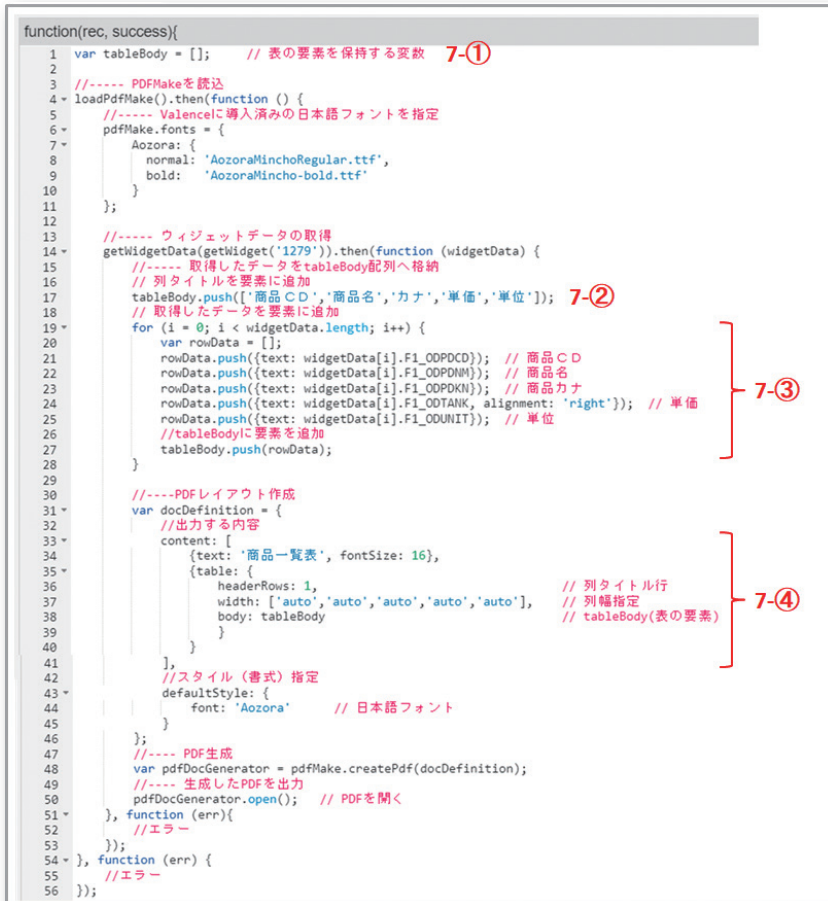 function(rec, success){
1 var tableBody = []; // 表の要素を保持する変数 7-①
2
3 //----- PDFMakeを読込
4 loadPdfMake().then(function () {
5 //----- Valenceに導入済みの日本語フォントを指定
6 pdfMake.fonts = {
7 Aozora: {
8 normal: 'AozoraMinchoRegular.ttf',
9 bold: 'AozoraMincho-bold.ttf'
10 }
11 };
12
13 //----- ウィジェットデータの取得
14 getWidgetData(getWidget('1279')).then(function (widgetData) {
15 //----- 取得したデータをtableBody配列へ格納
16 // 列タイトルを要素に追加
17 tableBody.push(['商品ＣＤ','商品名','カナ','単価','単位']); 7-②
18 // 取得したデータを要素に追加
19 for (i = 0; i < widgetData.length; i++) {
20 var rowData = [];
21 rowData.push({text: widgetData[i].F1_ODPDCD}); // 商品ＣＤ
22 rowData.push({text: widgetData[i].F1_ODPDNM}); // 商品名
23 rowData.push({text: widgetData[i].F1_ODPDKN}); // 商品カナ
24 rowData.push({text: widgetData[i].F1_ODTANK, alignment: 'right'}); // 単価
7-③
25 rowData.push({text: widgetData[i].F1_ODUNIT}); // 単位
26 //tableBodyに要素を追加
27 tableBody.push(rowData);
28 }
29
30 //----PDFレイアウト作成
31 var docDefinition = {
32 //出力する内容
33 content: [
34 {text: '商品一覧表', fontSize: 16},
35 {table: {
36 headerRows: 1, // 列タイトル行
37 width: ['auto','auto','auto','auto','auto'], // 列幅指定
7-④
38 body: tableBody // tableBody(表の要素)
39 }
40 }
41 ],
42 //スタイル（書式）指定
43 defaultStyle: {
44 font: 'Aozora' // 日本語フォント
45 }
46 };
47 //---- PDF生成
48 var pdfDocGenerator = pdfMake.createPdf(docDefinition);
49 //---- 生成したPDFを出力
50 pdfDocGenerator.open(); // PDFを開く
51 }, function (err){
52 //エラー
53 });
54 }, function (err) {
55 //エラー
56 });